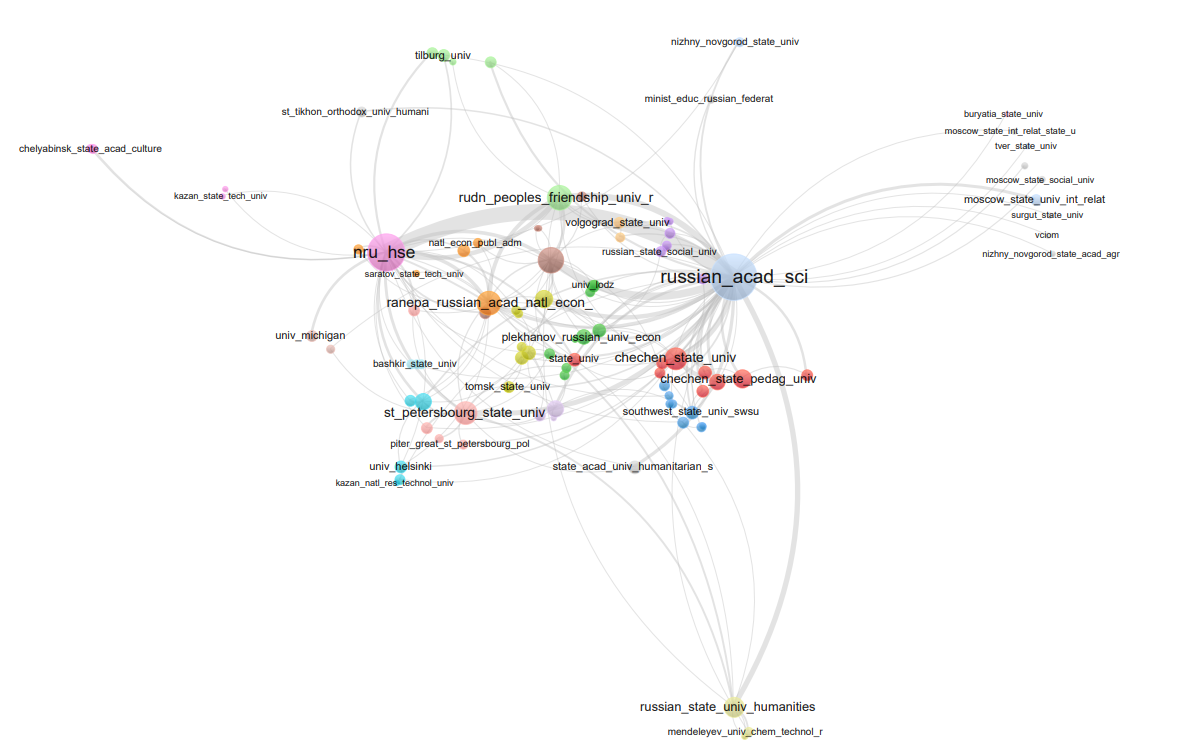 nizhny_novgorod_state_univ
tilburg_univ
minist_educ_russian_federat
st_tikhon_orthodox_univ_humani
buryatia_state_univ
moscow_state_int_relat_state_u
tver_state_univ
chelyabinsk_state_acad_culture
moscow_state_social_univ
kazan_state_tech_univ
rudn_peoples_friendship_univ_r
moscow_state_univ_int_relat
surgut_state_univ
volgograd_state_univ
vciom
natl_econ_publ_adm
nru_hse
russian_state_social_univ
nizhny_novgorod_state_acad_agr
saratov_state_tech_univ
russian_acad_sci
univ_lodz
ranepa_russian_acad_natl_econ_
univ_michigan
plekhanov_russian_univ_econ
state_univ
chechen_state_univ
bashkir_state_univ
chechen_state_pedag_univ
tomsk_state_univ
st_petersbourg_state_univ
southwest_state_univ_swsu
piter_great_st_petersbourg_pol
univ_helsinki
state_acad_univ_humanitarian_s
kazan_natl_res_technol_univ
russian_state_univ_humanities
mendeleyev_univ_chem_technol_r